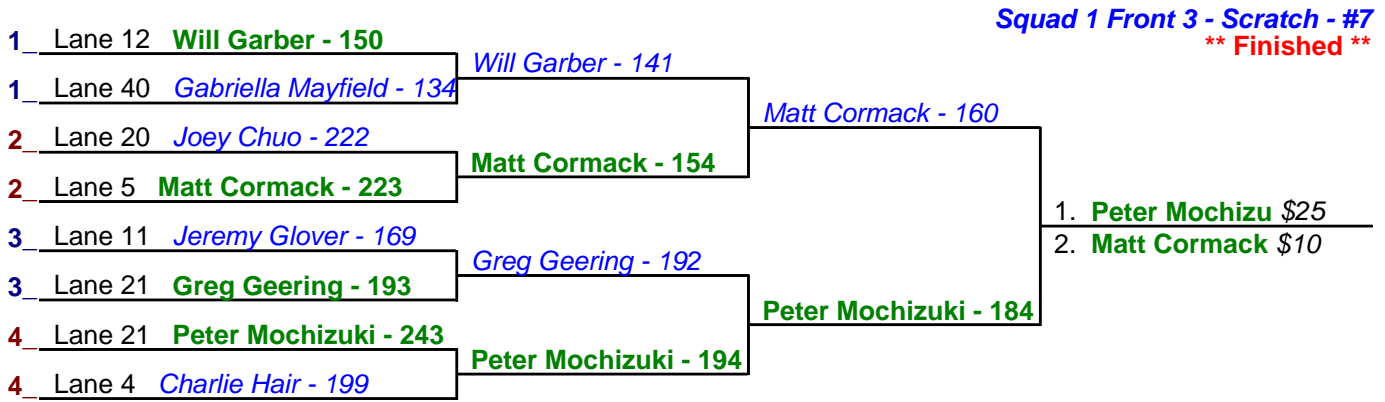 Squad 1 Front 3 - Scratch - #7
** Finished **
1_ Lane 12 Will Garber - 150
Will Garber - 141
1_ Lane 40 Gabriella Mayfield - 134
Matt Cormack - 160
2_ Lane 20 Joey Chuo - 222
Matt Cormack - 154
2_ Lane 5 Matt Cormack - 223
1. Peter Mochizu $25
2. Matt Cormack $10
3_ Lane 11 Jeremy Glover - 169
Greg Geering - 192
3_ Lane 21 Greg Geering - 193
Peter Mochizuki - 184
4_ Lane 21 Peter Mochizuki - 243
Peter Mochizuki - 194
4_ Lane 4 Charlie Hair - 199